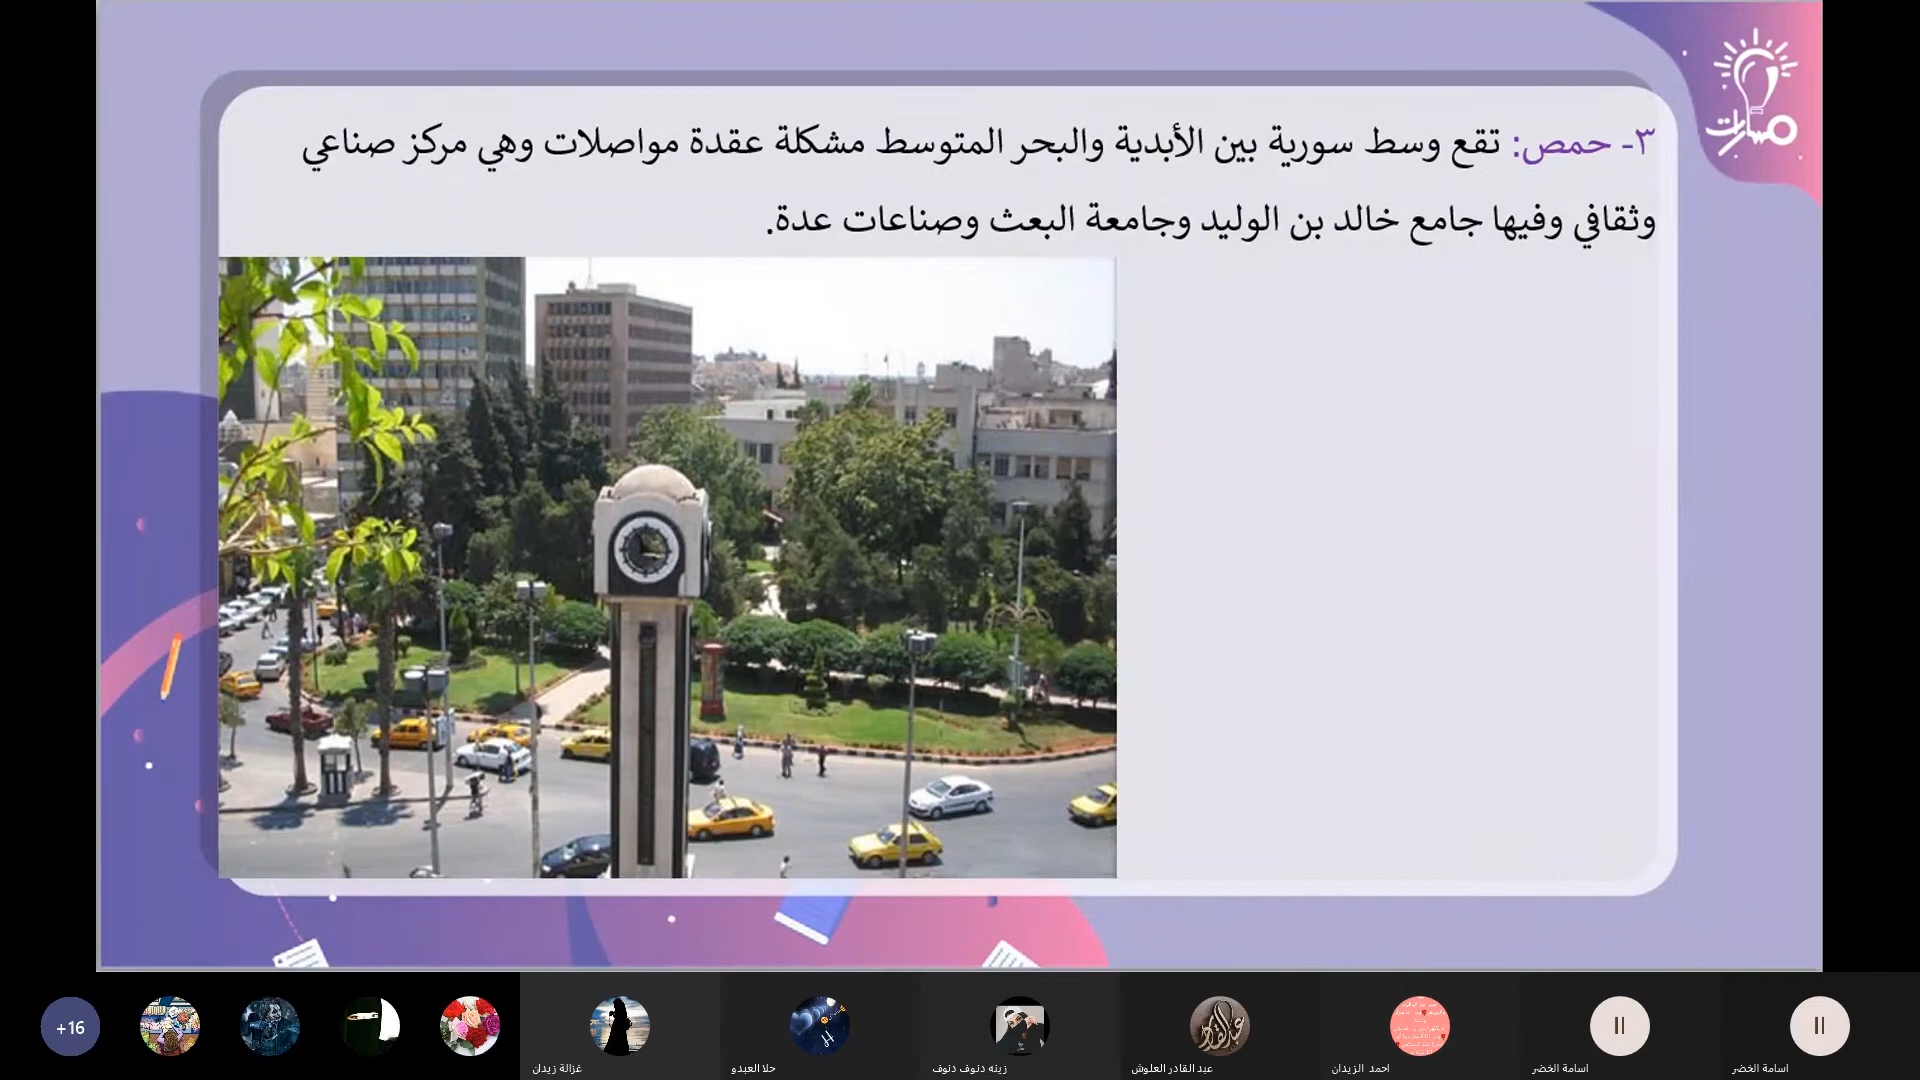 مسارات
٣- حمص: تقع وسط سورية بين الأبدية والبحر المتوسط مشكلة عقدة مواصلات وهي مركز صناعي
وثقافي وفيها جامع خالد بن الوليد وجامعة البعث وصناعات عدة.
+16
غزالة زيدان
حلا العبدو
زينه دنوف دنوف
عبد القادر العلوش
احمد الزيدان
اسامة الخضر
اسامة الخضر